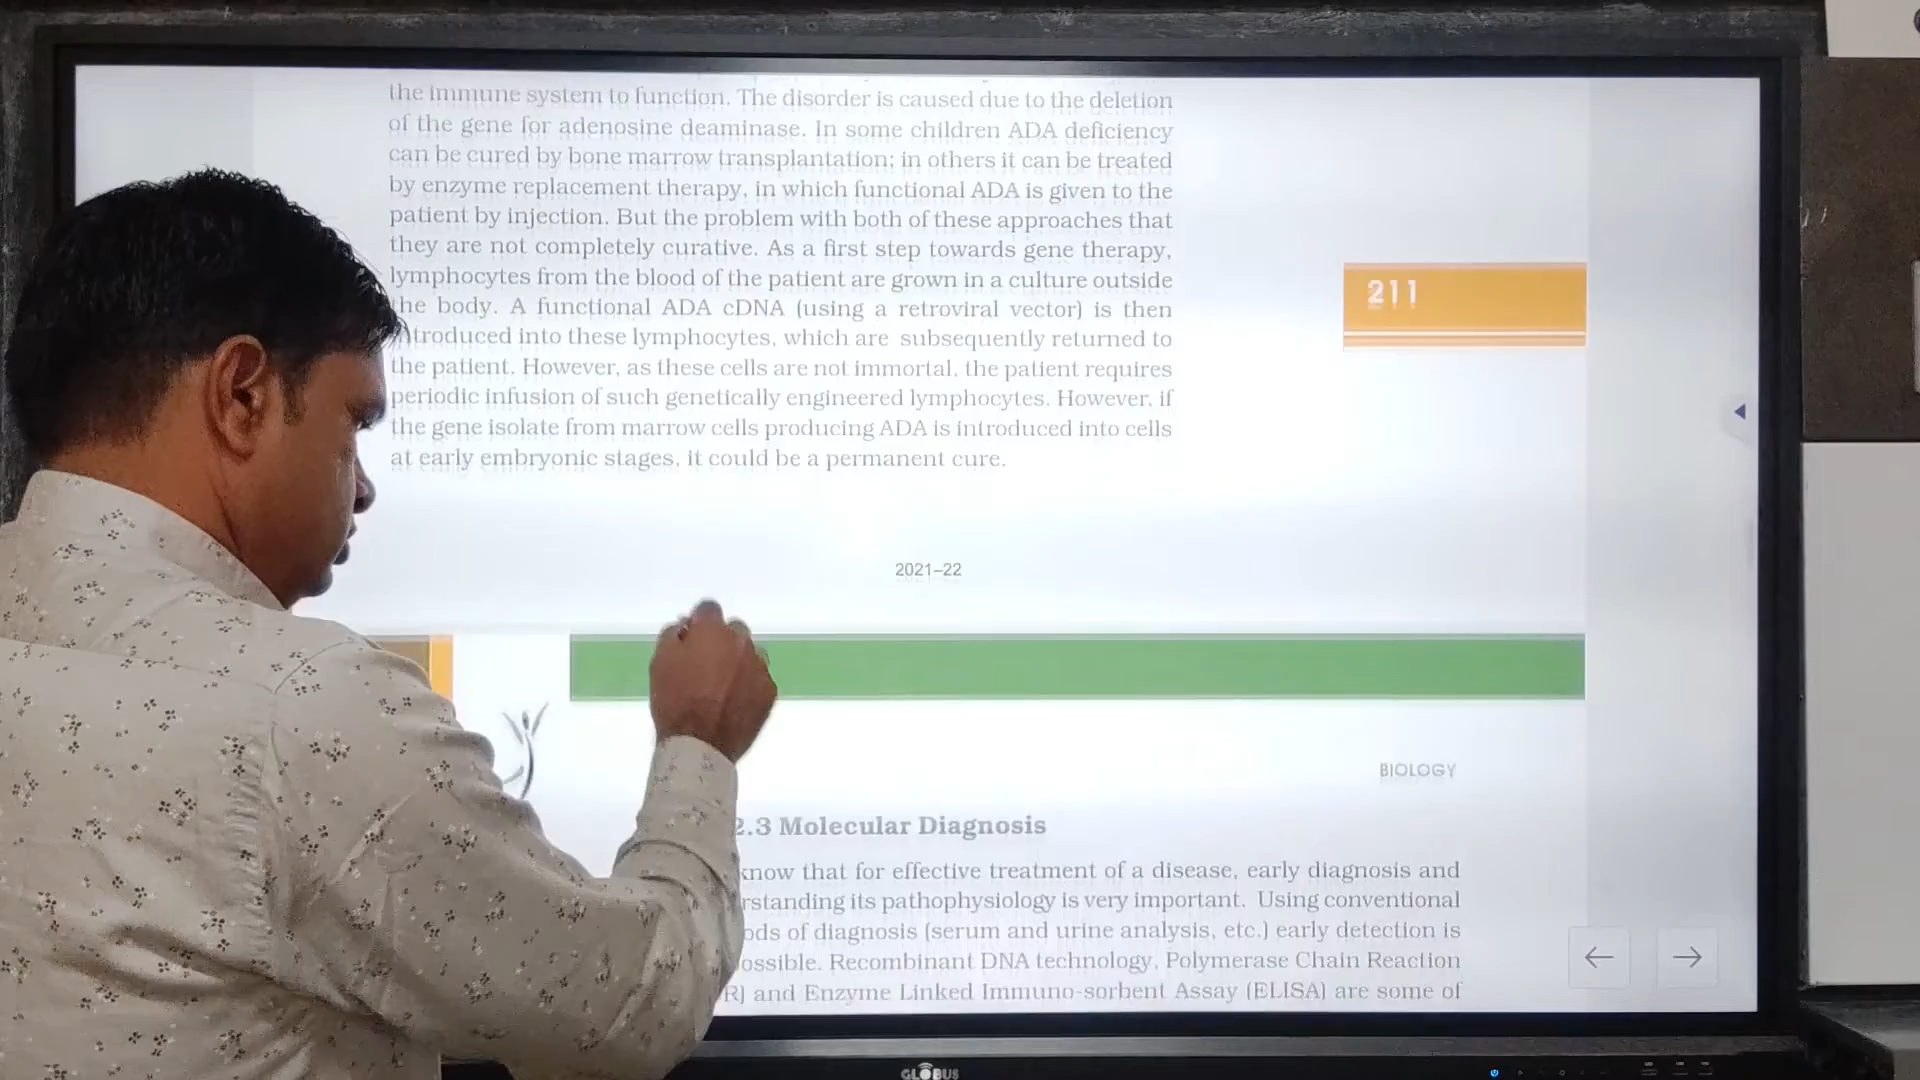 the immune system to function. The disorder is caused due to the deletion
of the gene for adenosine deaminase. In some children ADA deficiency
can be cured by bone marrow transplantation; in others it can be treated
by enzyme replacement therapy, in which functional ADA is given to the
patient by injection. But the problem with both of these approaches that
they are not completely curative. As a first step towards gene therapy,
lymphocytes from the blood of the patient are grown in a culture outside
the body. A functional ADA cDNA (using a retroviral vector) is then
ntroduced into these lymphocytes, which are subsequently returned to
the patient. However, as these cells are not immortal, the patient requires
periodic infusion of such genetically engineered lymphocytes. However, if
the gene isolate from marrow cells producing ADA is introduced into cells
at early embryonic stages, it could be a permanent cure.
211
2021–22
BIOLOGY
2.3 Molecular Diagnosis
know that for effective treatment of a disease, early diagnosis and
rstanding its pathophysiology is very important. Using conventional
ods of diagnosis (serum and urine analysis, etc.) early detection is
ossible. Recombinant DNA technology, Polymerase Chain Reaction
R) and Enzyme Linked Immuno-sorbent Assay (ELISA) are some of
GLOBUS